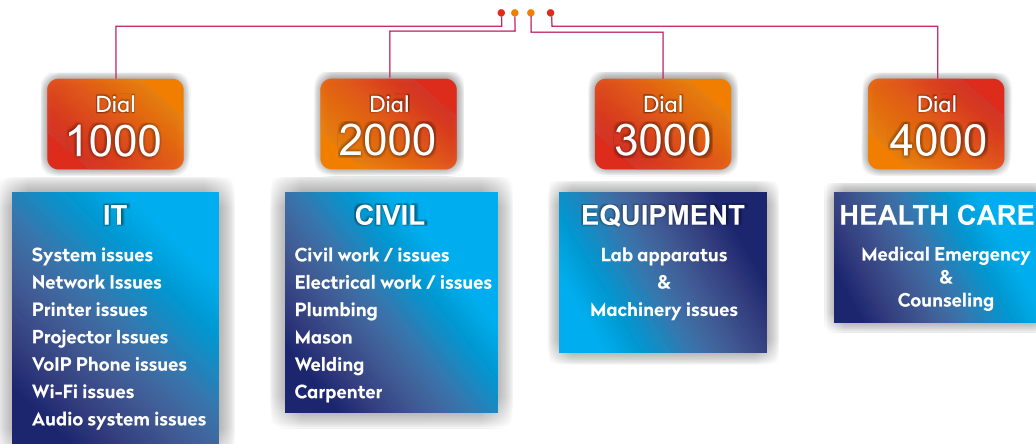 Dial
1000
IT
System issues
Network Issues
Printer issues
Projector Issues
VoIP Phone issues
Wi-Fi issues
Audio system issues
Dial
2000
CIVIL
Civil work / issues
Electrical work / issues
Plumbing
Mason
Welding
Carpenter
Dial
3000
EQUIPMENT
Lab apparatus
&
Machinery issues
Dial
4000
HEALTH CARE
Medical Emergency
&
Counseling